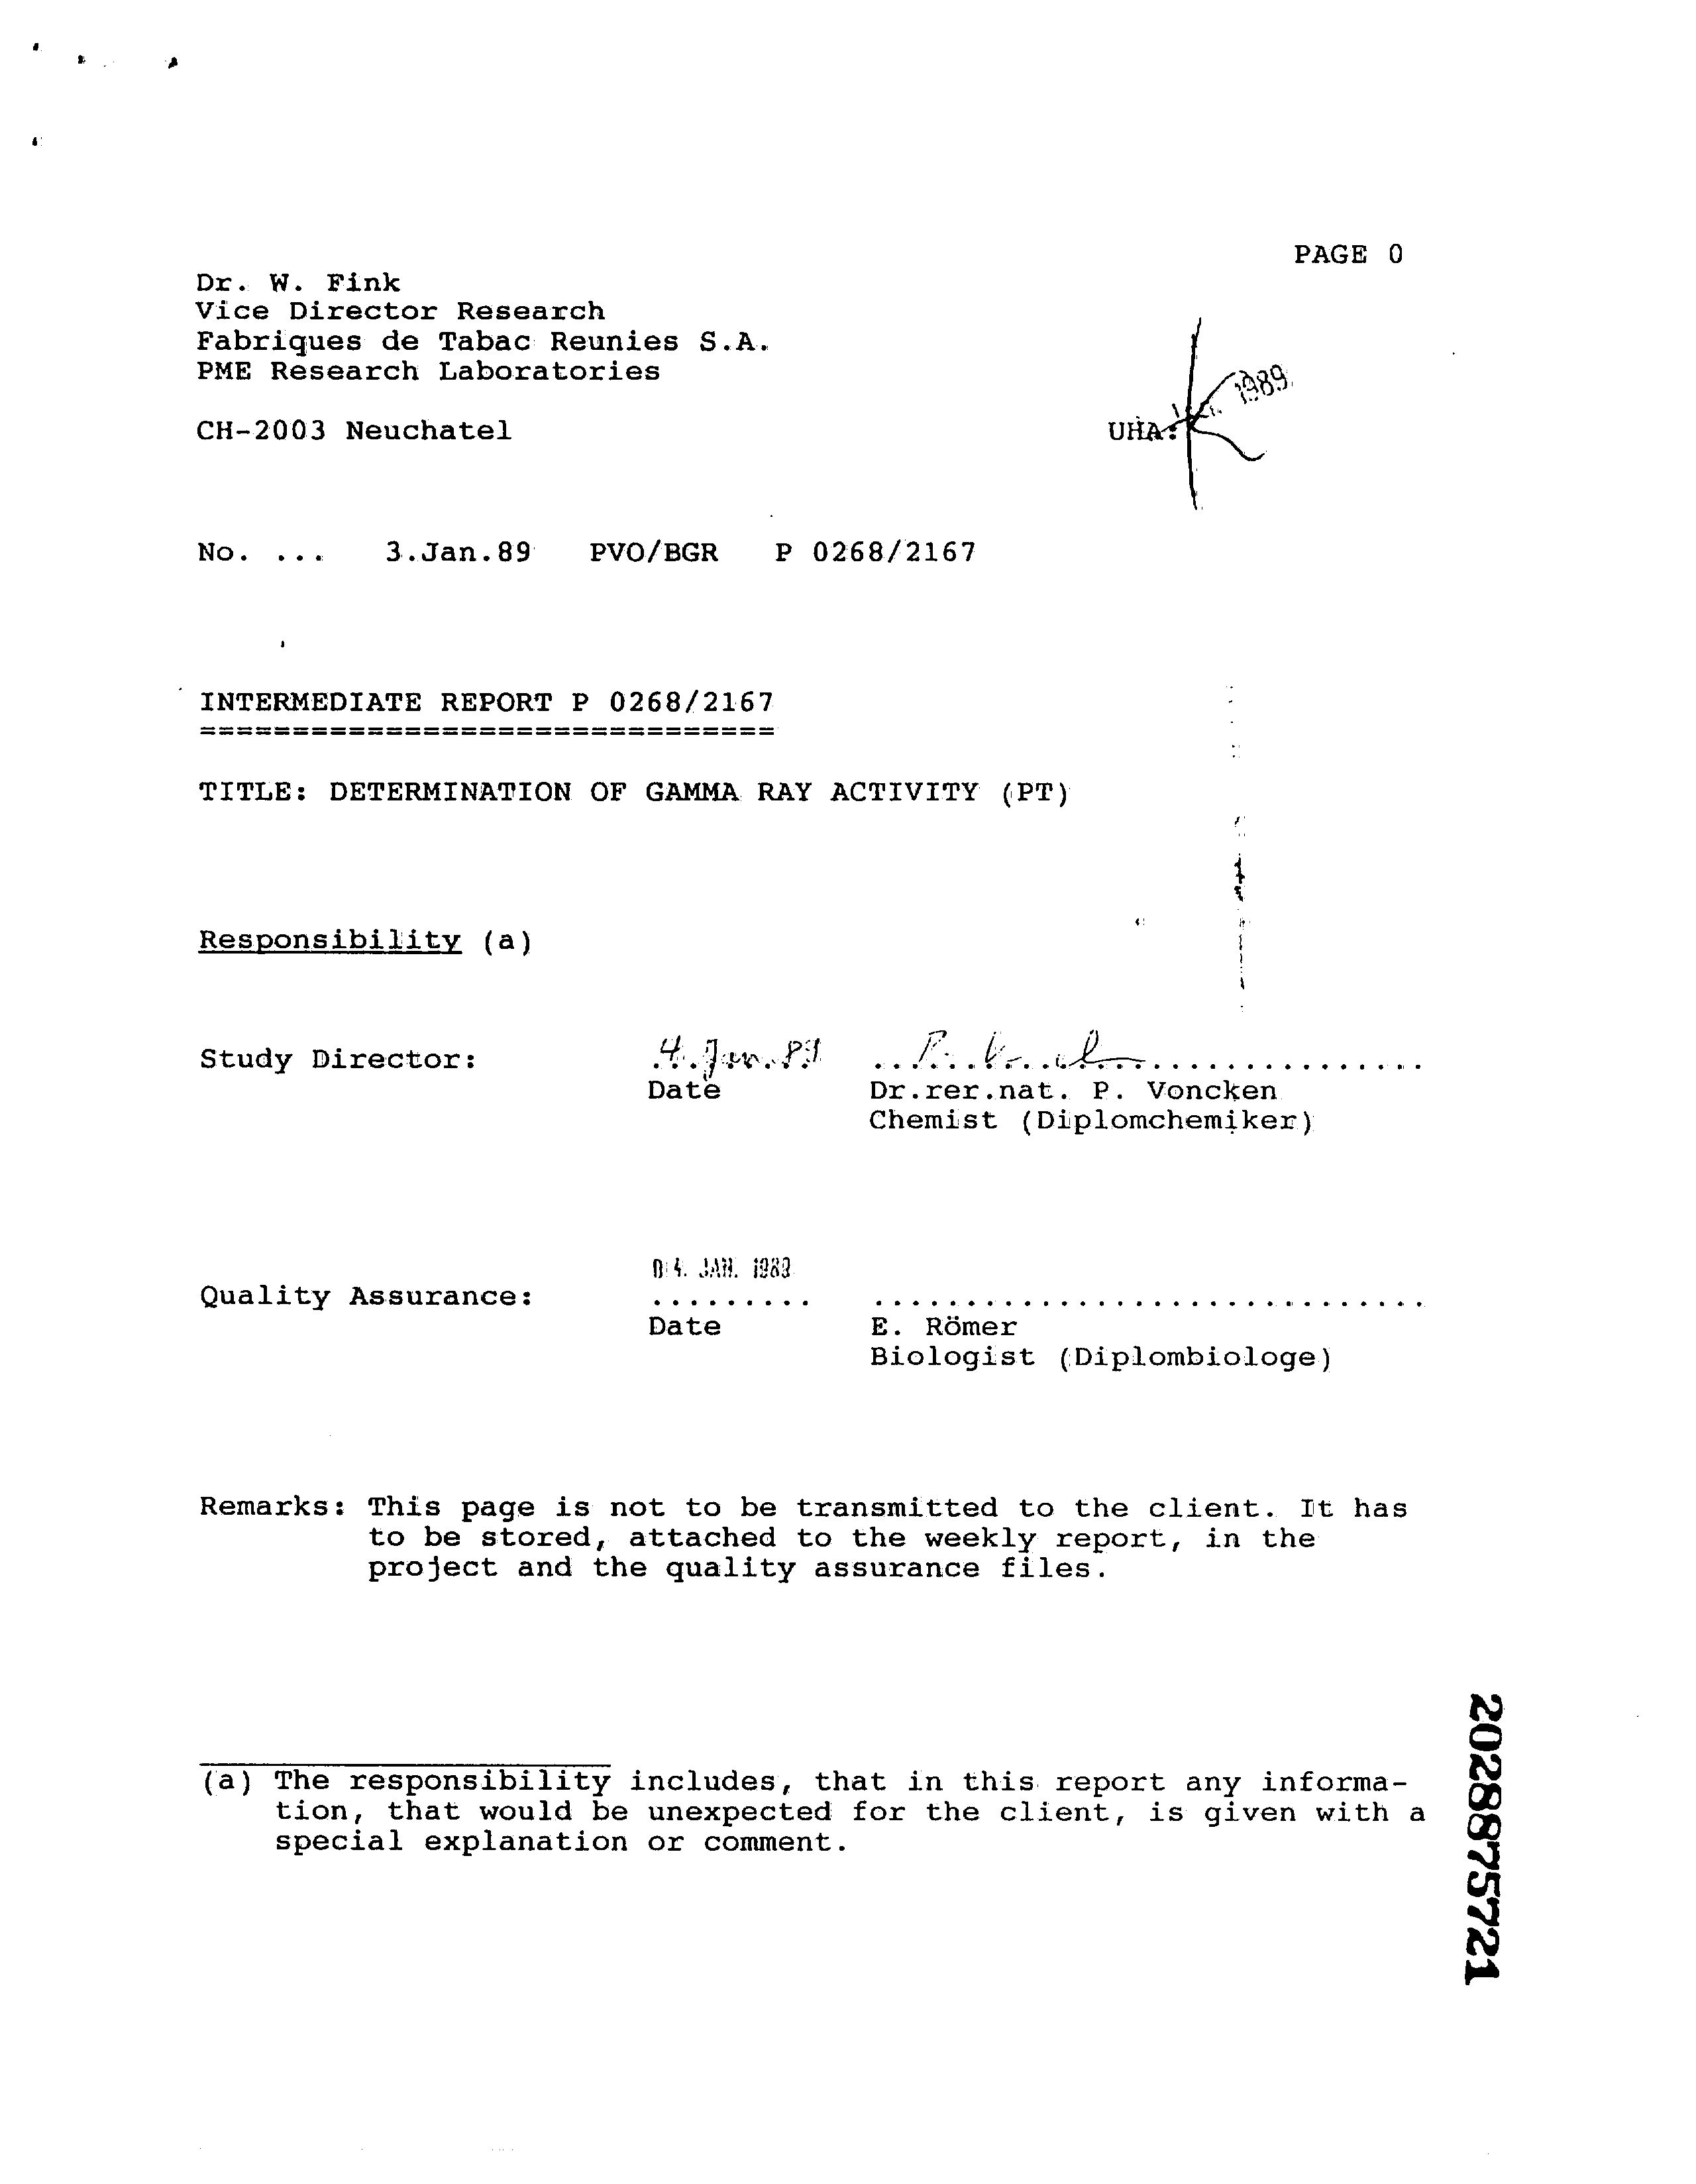 PAGE 0
Dr. W. Fink
Vice Director Research
Fabriques de Tabac Reunies S.A.
PME Research Laboratories
1989
CH-2003 Neuchatel
UHA:
No. ... 3.Jan.89 PVO/BGR P 0268/2167
INTERMEDIATE REPORT P 0268/2167
===============================
TITLE: DETERMINATION OF GAMMA RAY ACTIVITY (PT)
Responsibility (a)
4. Jan. 89
Study Director:
Date Dr.rer.nat. P. Voncken
Chemist (Diplomchemiker)
04. JAN. 1989
Quality Assurance: ......... ..............................
Date E. Römer
Biologist (Diplombiologe)
Remarks: This page is not to be transmitted to the client. It has
to be stored, attached to the weekly report, in the
project and the quality assurance files.
(a) The responsibility includes, that in this report any informa-
tion, that would be unexpected for the client, is given with a
special explanation or comment.
2028875721